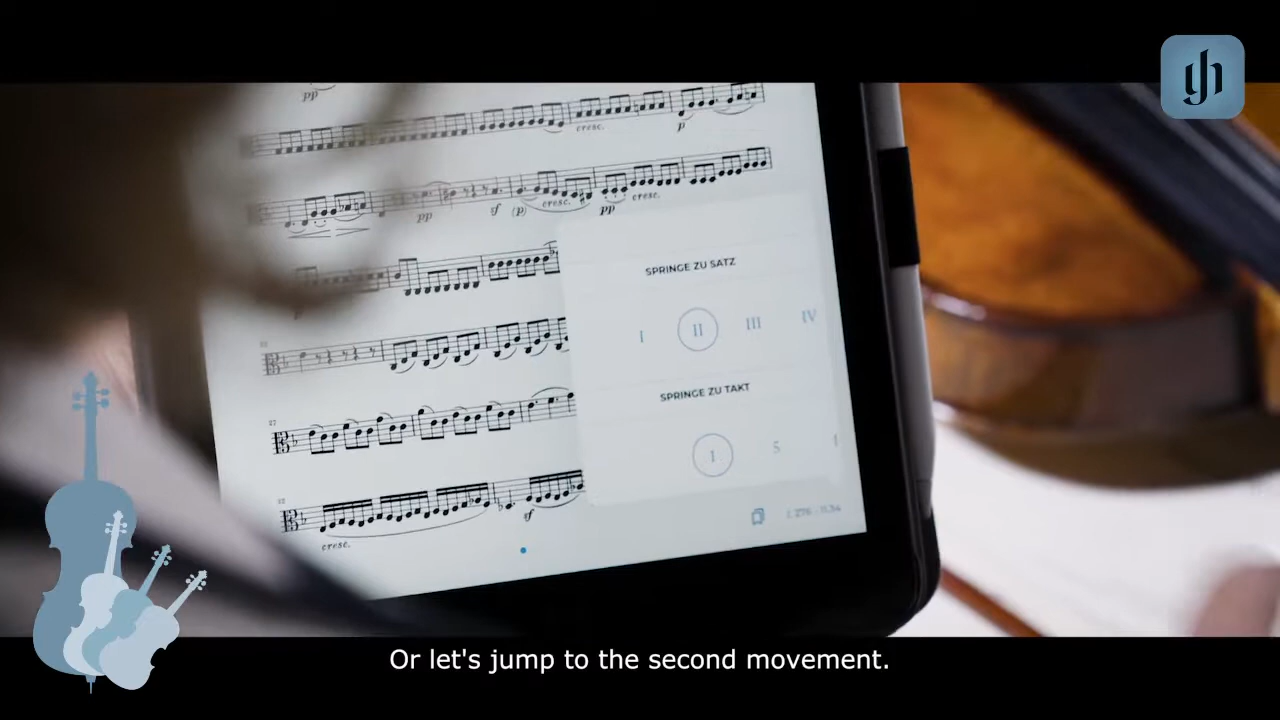 pp
cresc.
p
pp
sf
(p)
cresc.
pp
cresc.
SPRINGE ZU SATZ
I II III IV
SPRINGE ZU TAKT
1 5
cresc.
sf
Or let's jump to the second movement.